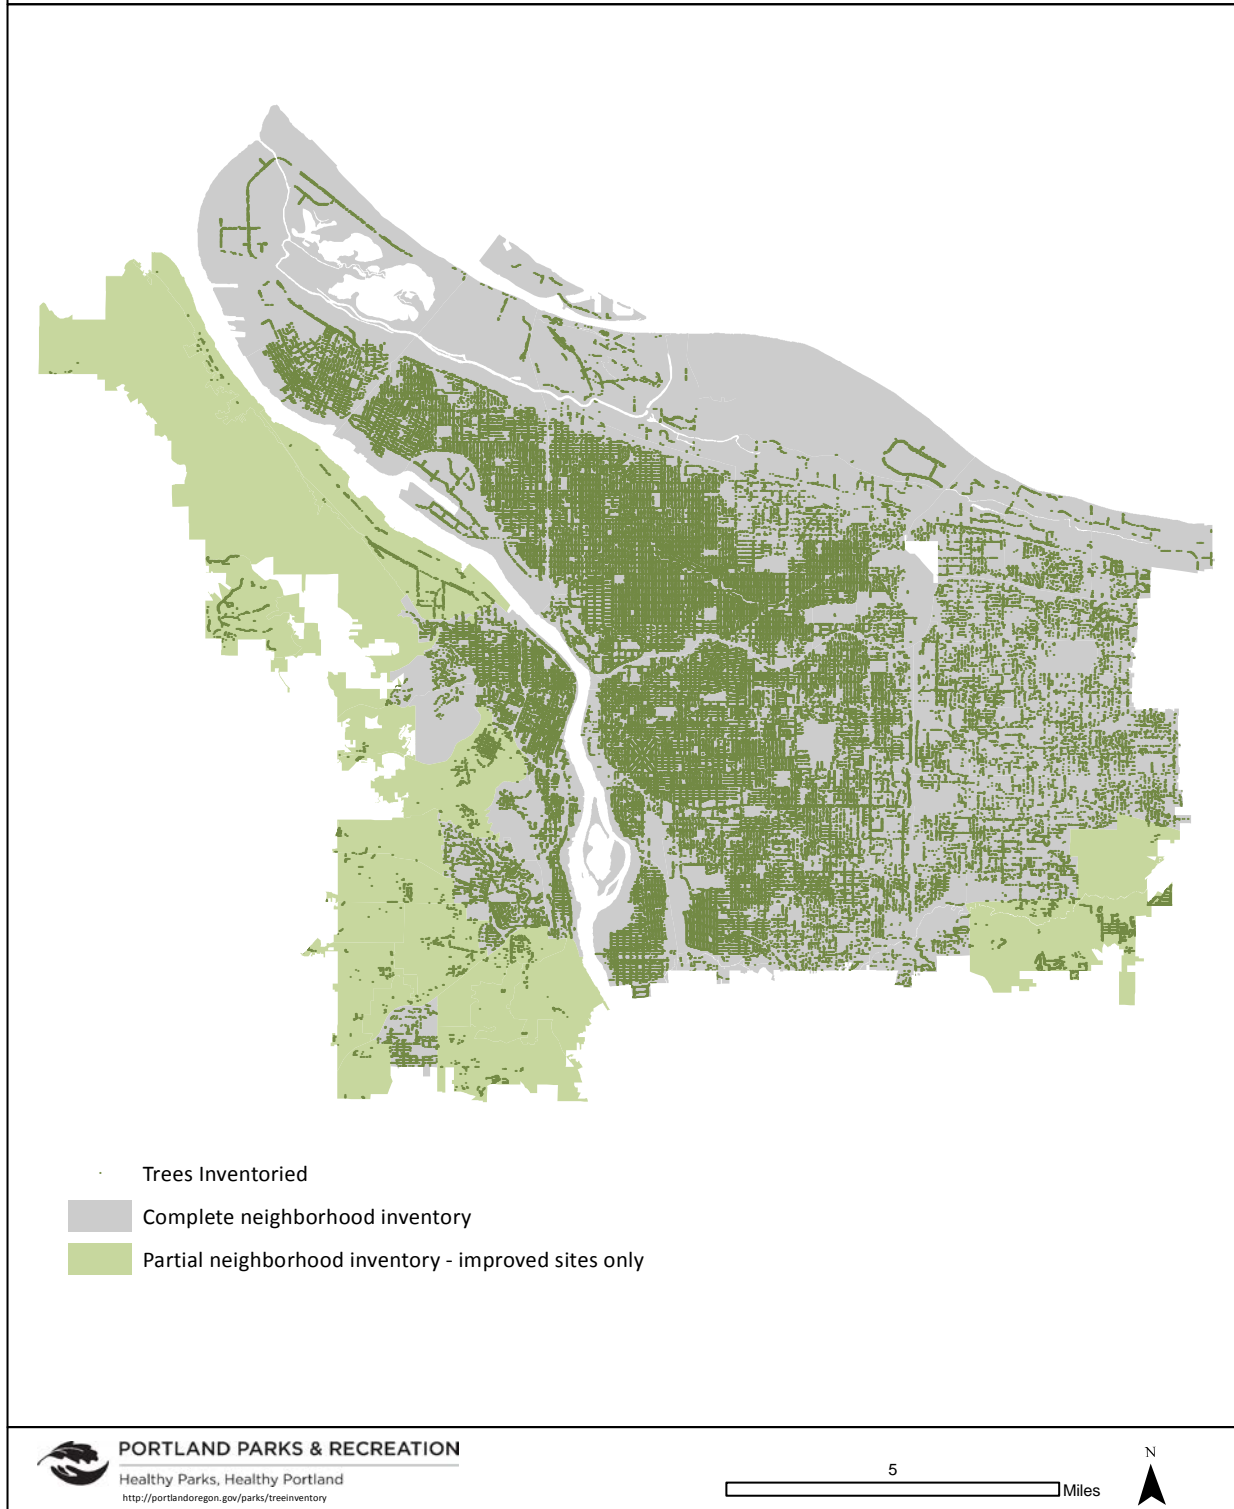 Trees Inventoried
Complete neighborhood inventory
Partial neighborhood inventory - improved sites only
PORTLAND PARKS & RECREATION
Healthy Parks, Healthy Portland
http://portlandoregon.gov/parks/treeinventory
5
Miles
N